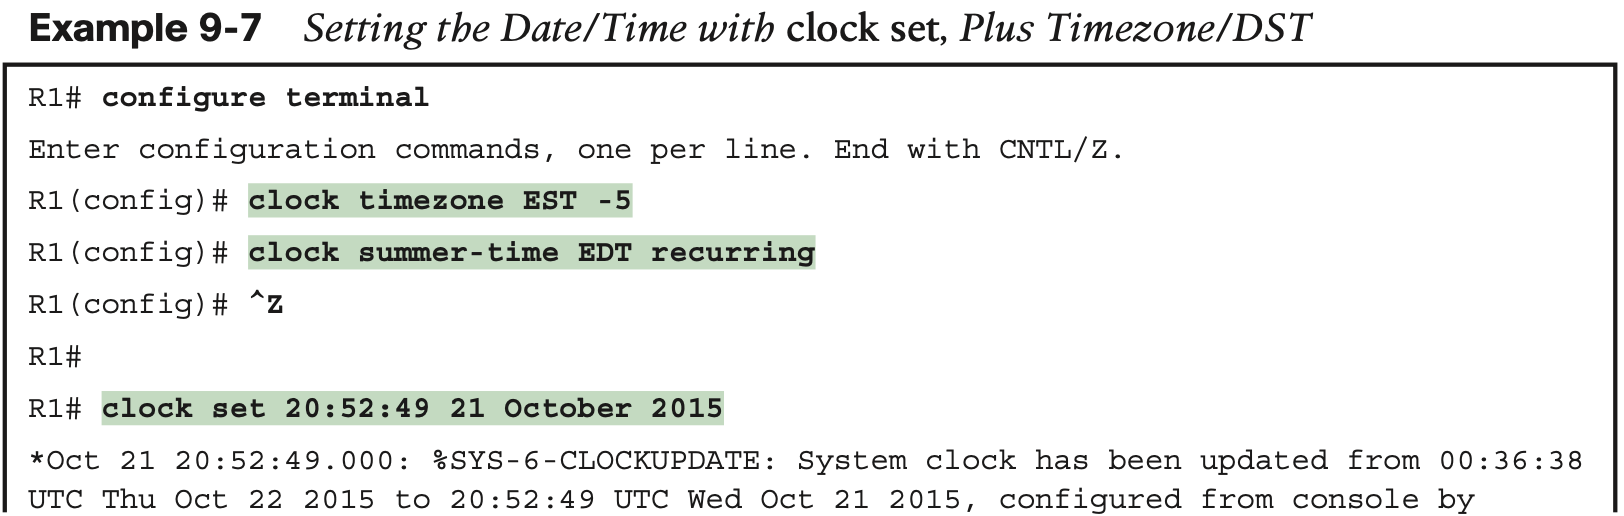 Example 9-7 Setting the Date/Time with clock set, Plus Timezone/DST
R1# configure terminal
Enter configuration commands, one per line. End with CNTL/Z.
R1(config)# clock timezone EST -5
R1(config)# clock summer-time EDT recurring
R1(config)# ^Z
R1#
R1# clock set 20:52:49 21 October 2015
*Oct 21 20:52:49.000: %SYS-6-CLOCKUPDATE: System clock has been updated from 00:36:38
UTC Thu Oct 22 2015 to 20:52:49 UTC Wed Oct 21 2015, configured from console by